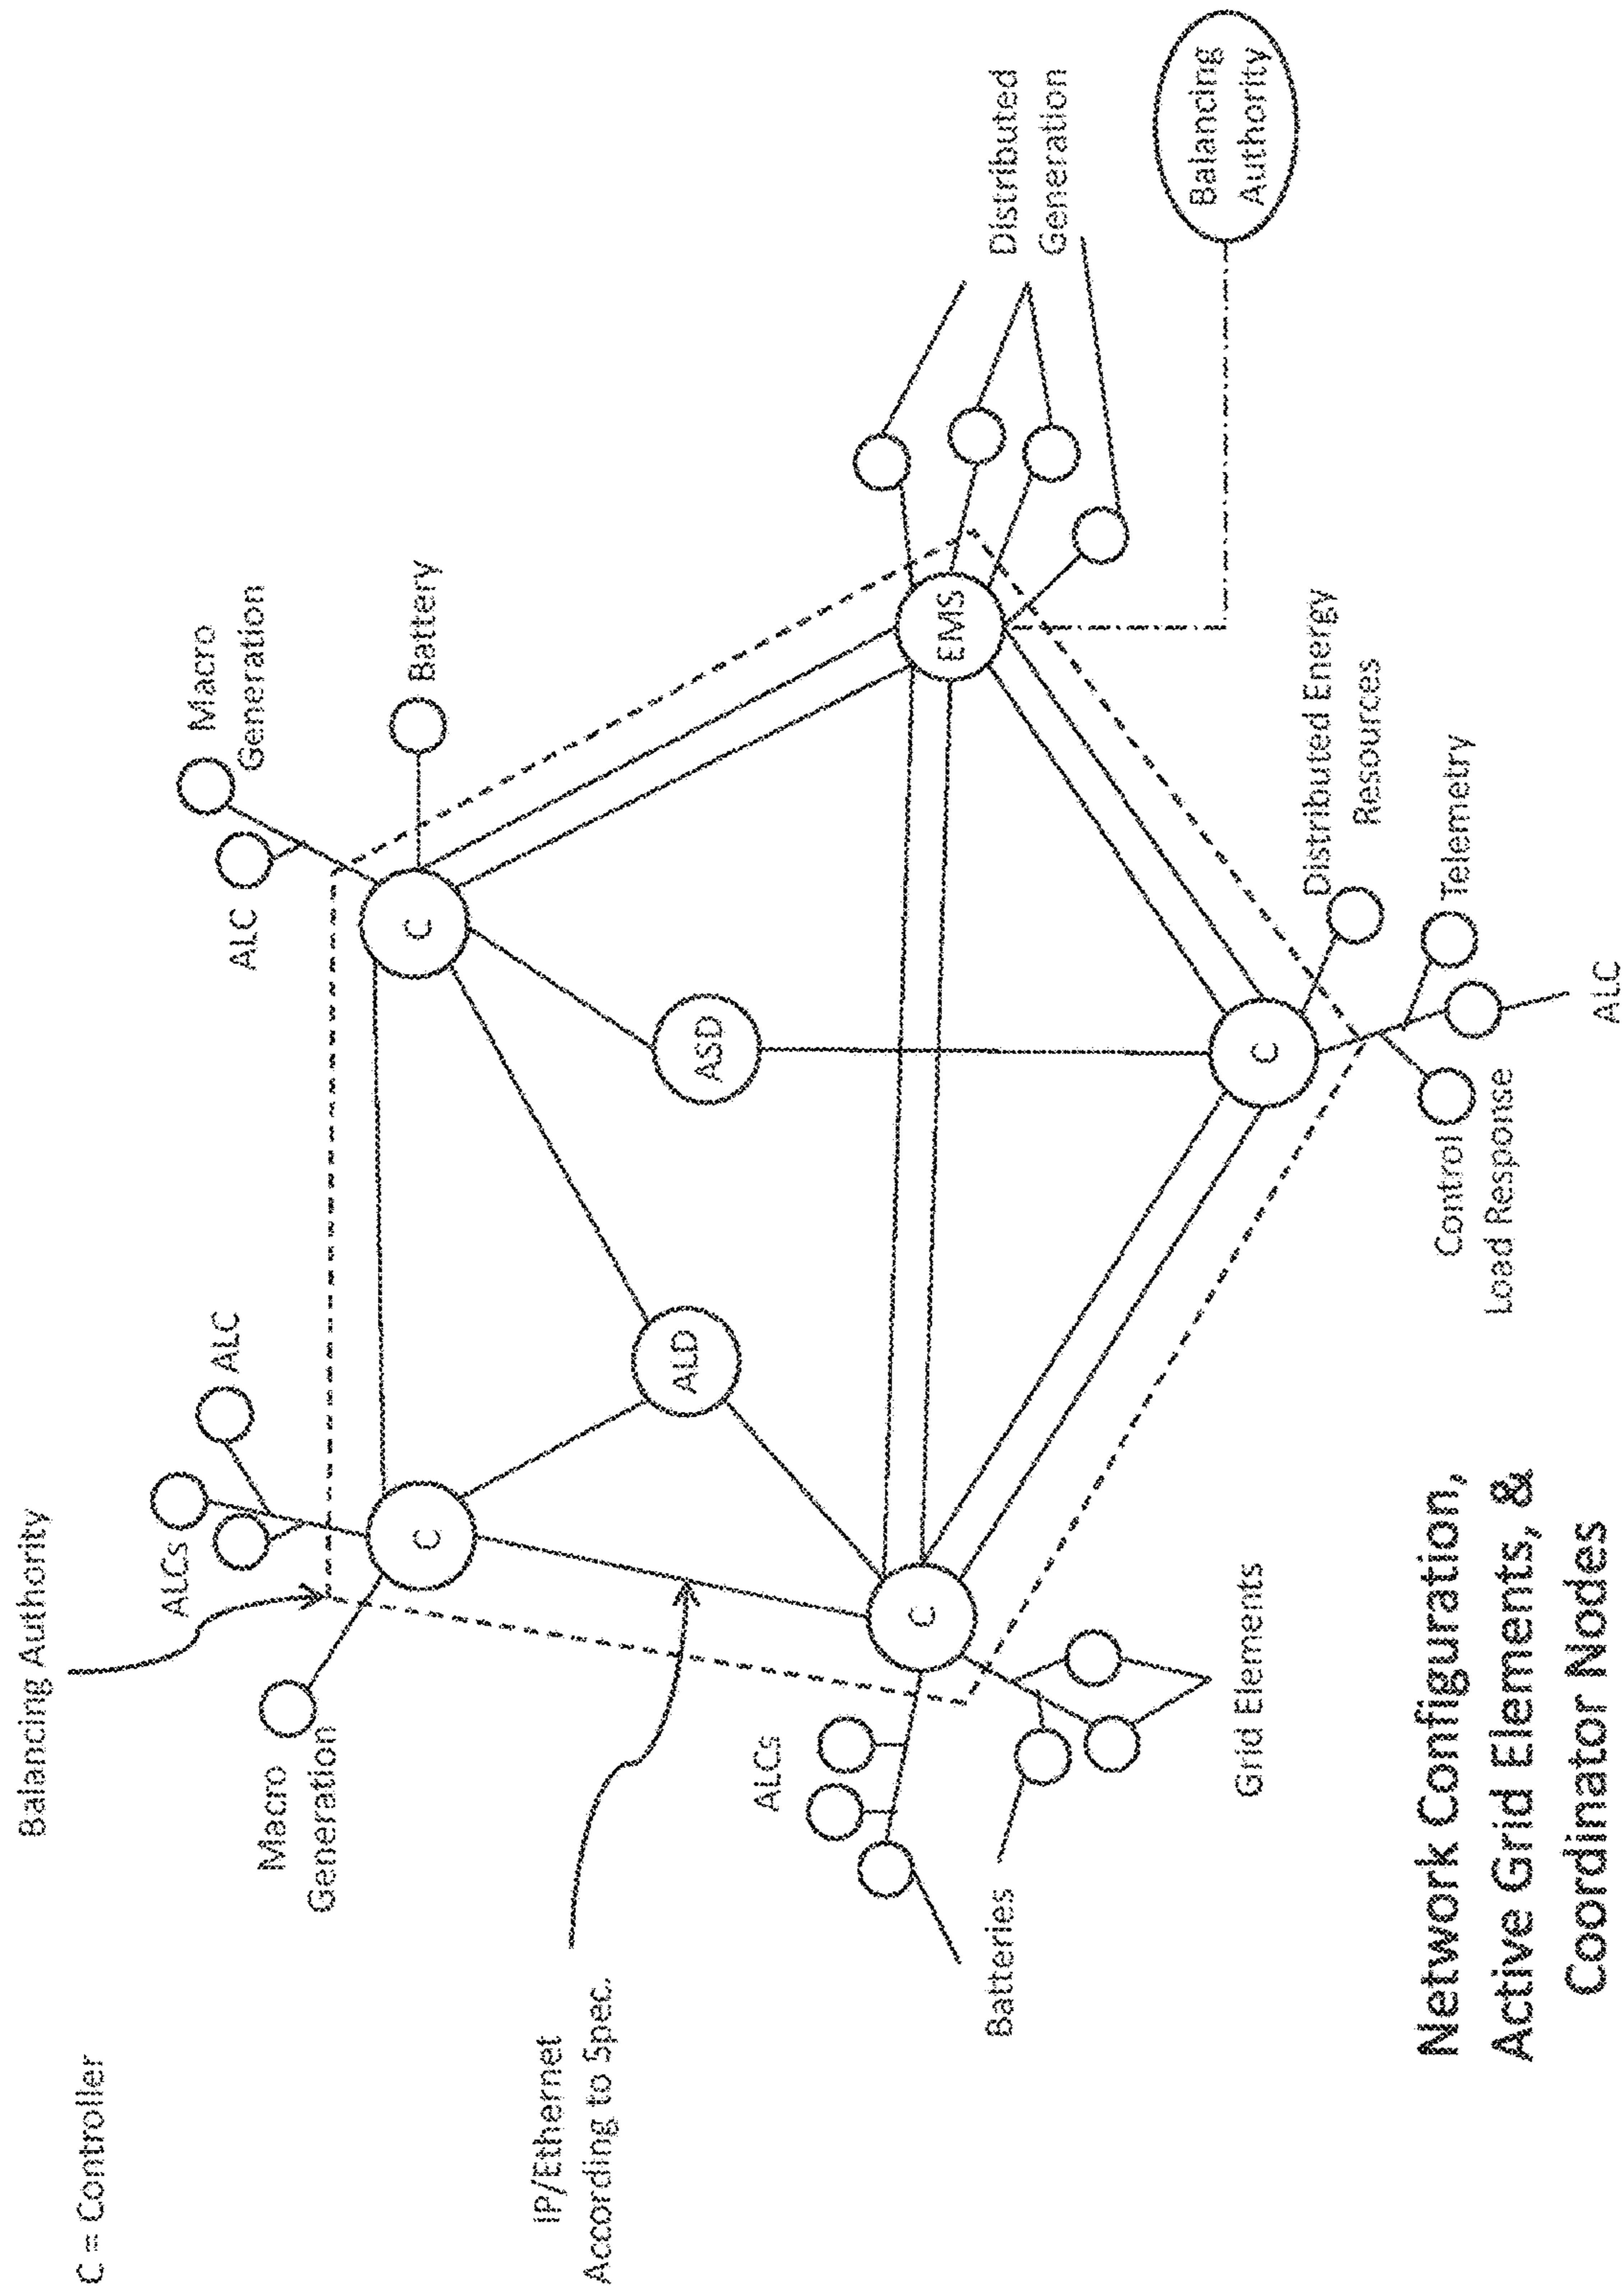 C = Controller
Balancing Authority
IP/Ethernet
According to Spec.
Macro
Generation
ALCs
ALC
C
ALC
Macro
Generation
Battery
C
ALD
ASD
ALCs
Batteries
C
EMS
Distributed
Generation
Grid Elements
C
Distributed Energy
Resources
Balancing
Authority
Control
Load Response
Telemetry
ALC
Network Configuration,
Active Grid Elements, &
Coordinator Nodes